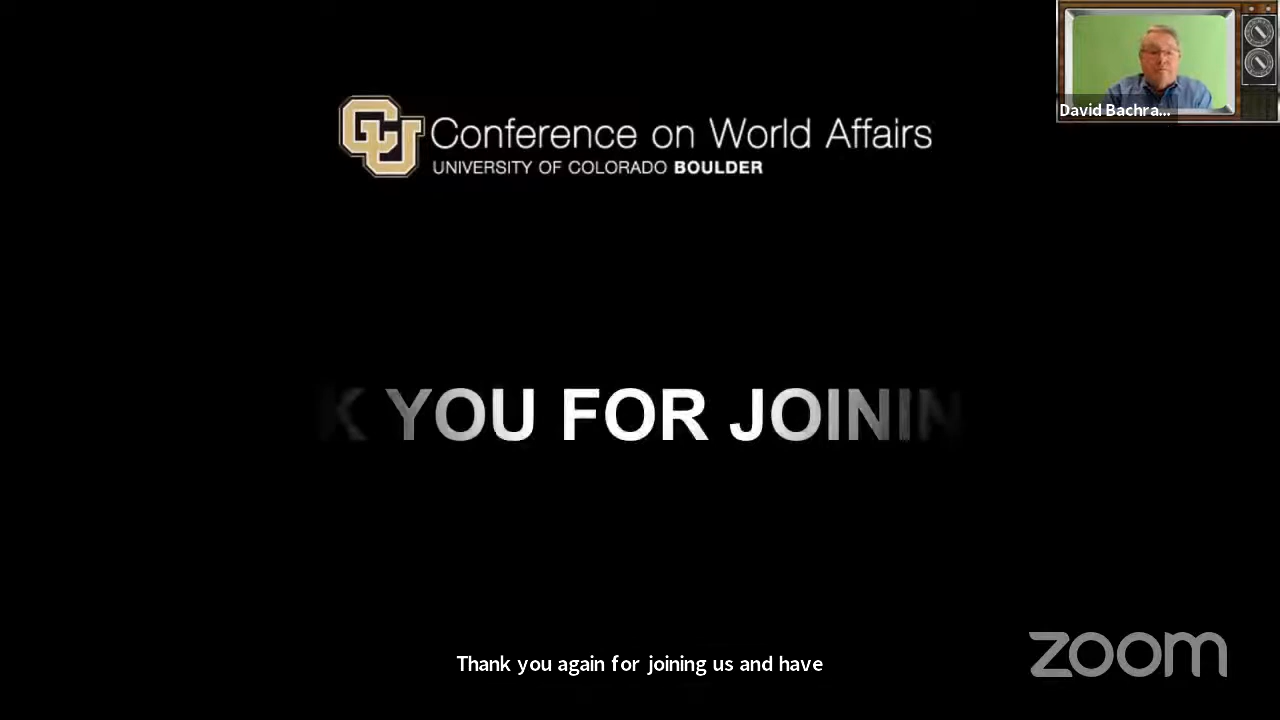 David Bachra...
Conference on World Affairs
UNIVERSITY OF COLORADO BOULDER
K YOU FOR JOININ
Thank you again for joining us and have
zoom